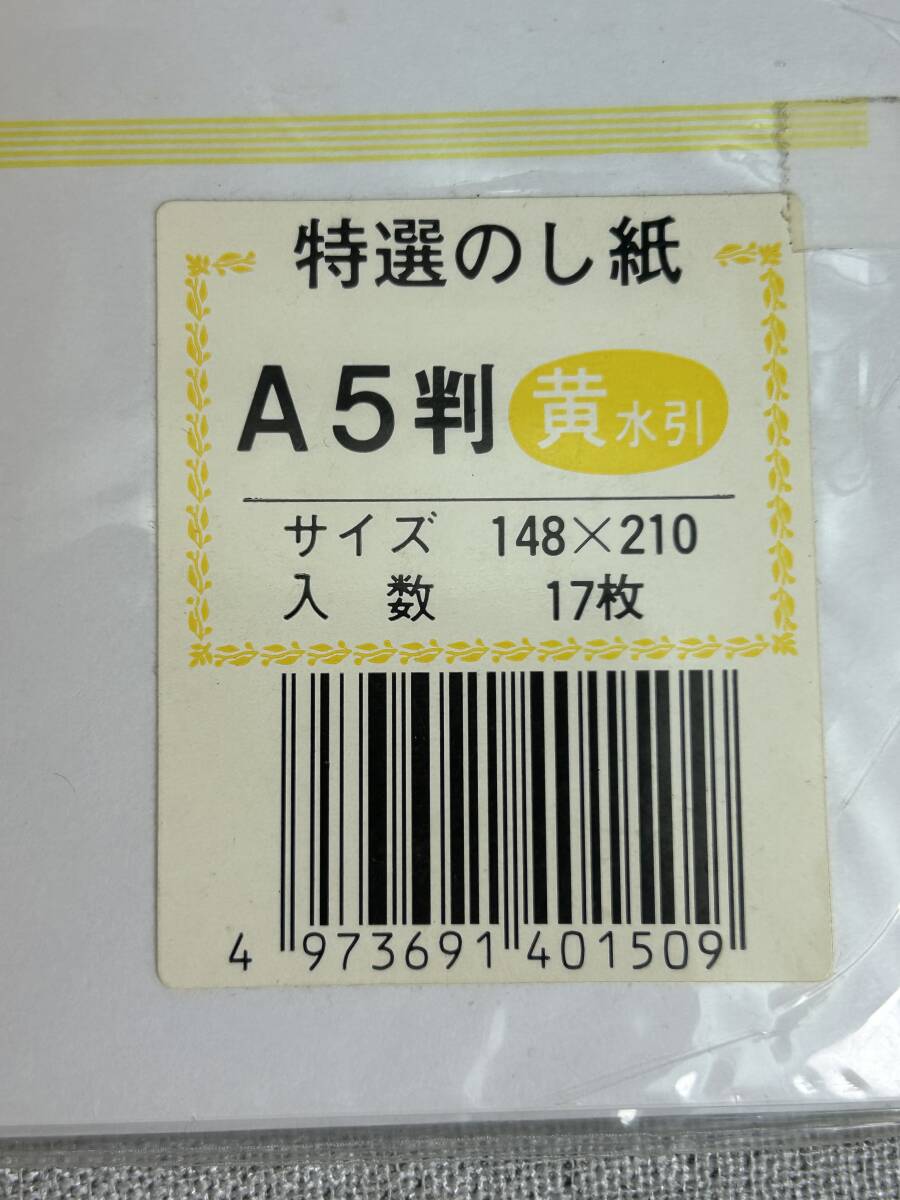 特選のし紙
A5判 黄水引
サイズ 148×210
入数 17枚
4 973691 401509